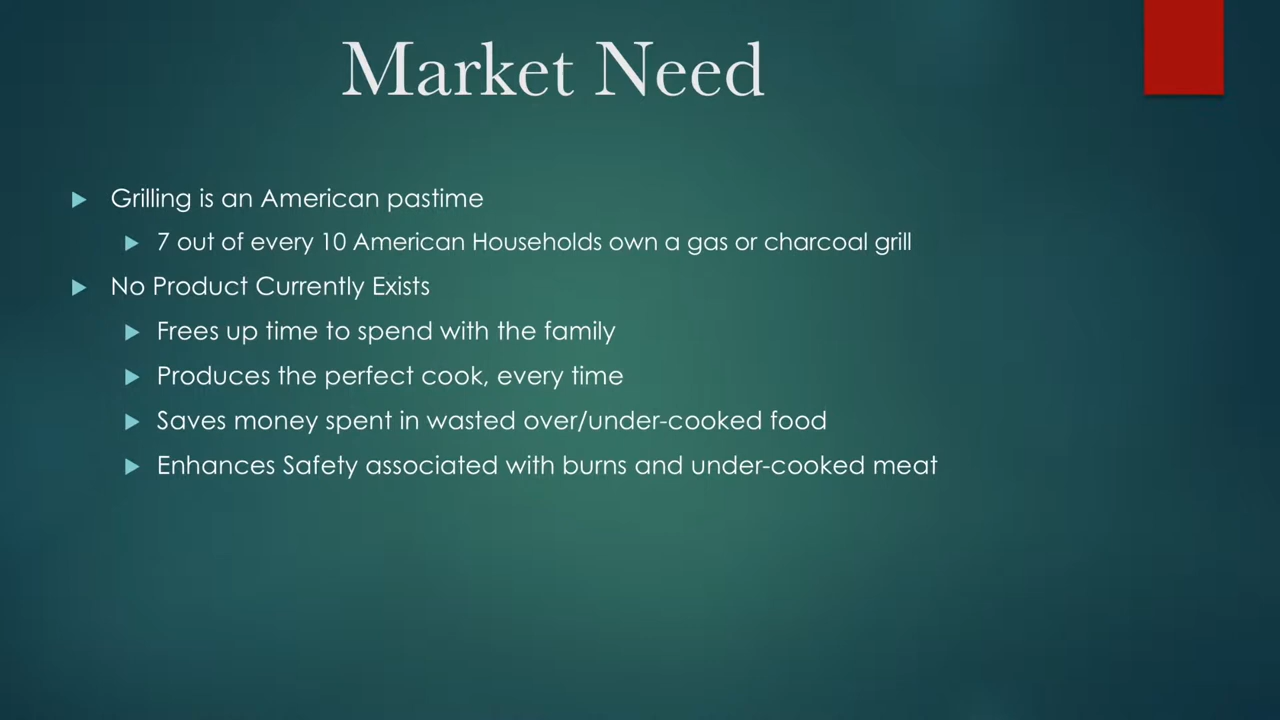 Market Need
Grilling is an American pastime
7 out of every 10 American Households own a gas or charcoal grill
No Product Currently Exists
Frees up time to spend with the family
Produces the perfect cook, every time
Saves money spent in wasted over/under-cooked food
Enhances Safety associated with burns and under-cooked meat